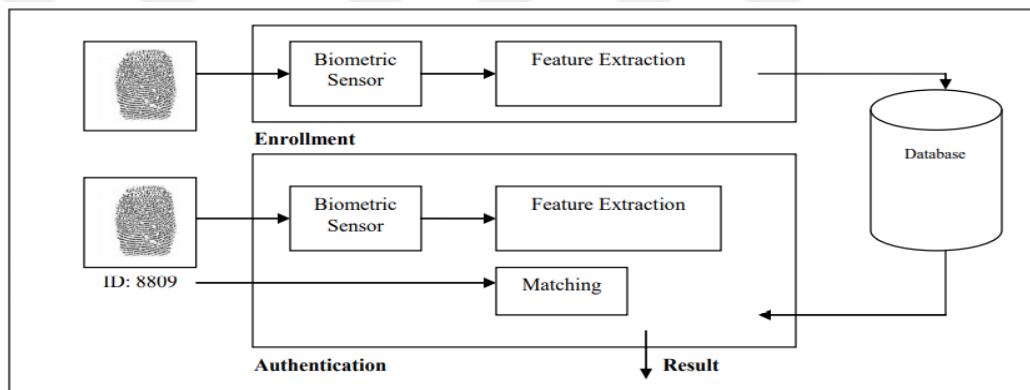 Biometric
Sensor
Feature Extraction
Enrollment
Database
Biometric
Sensor
Feature Extraction
ID: 8809
Matching
Authentication
Result